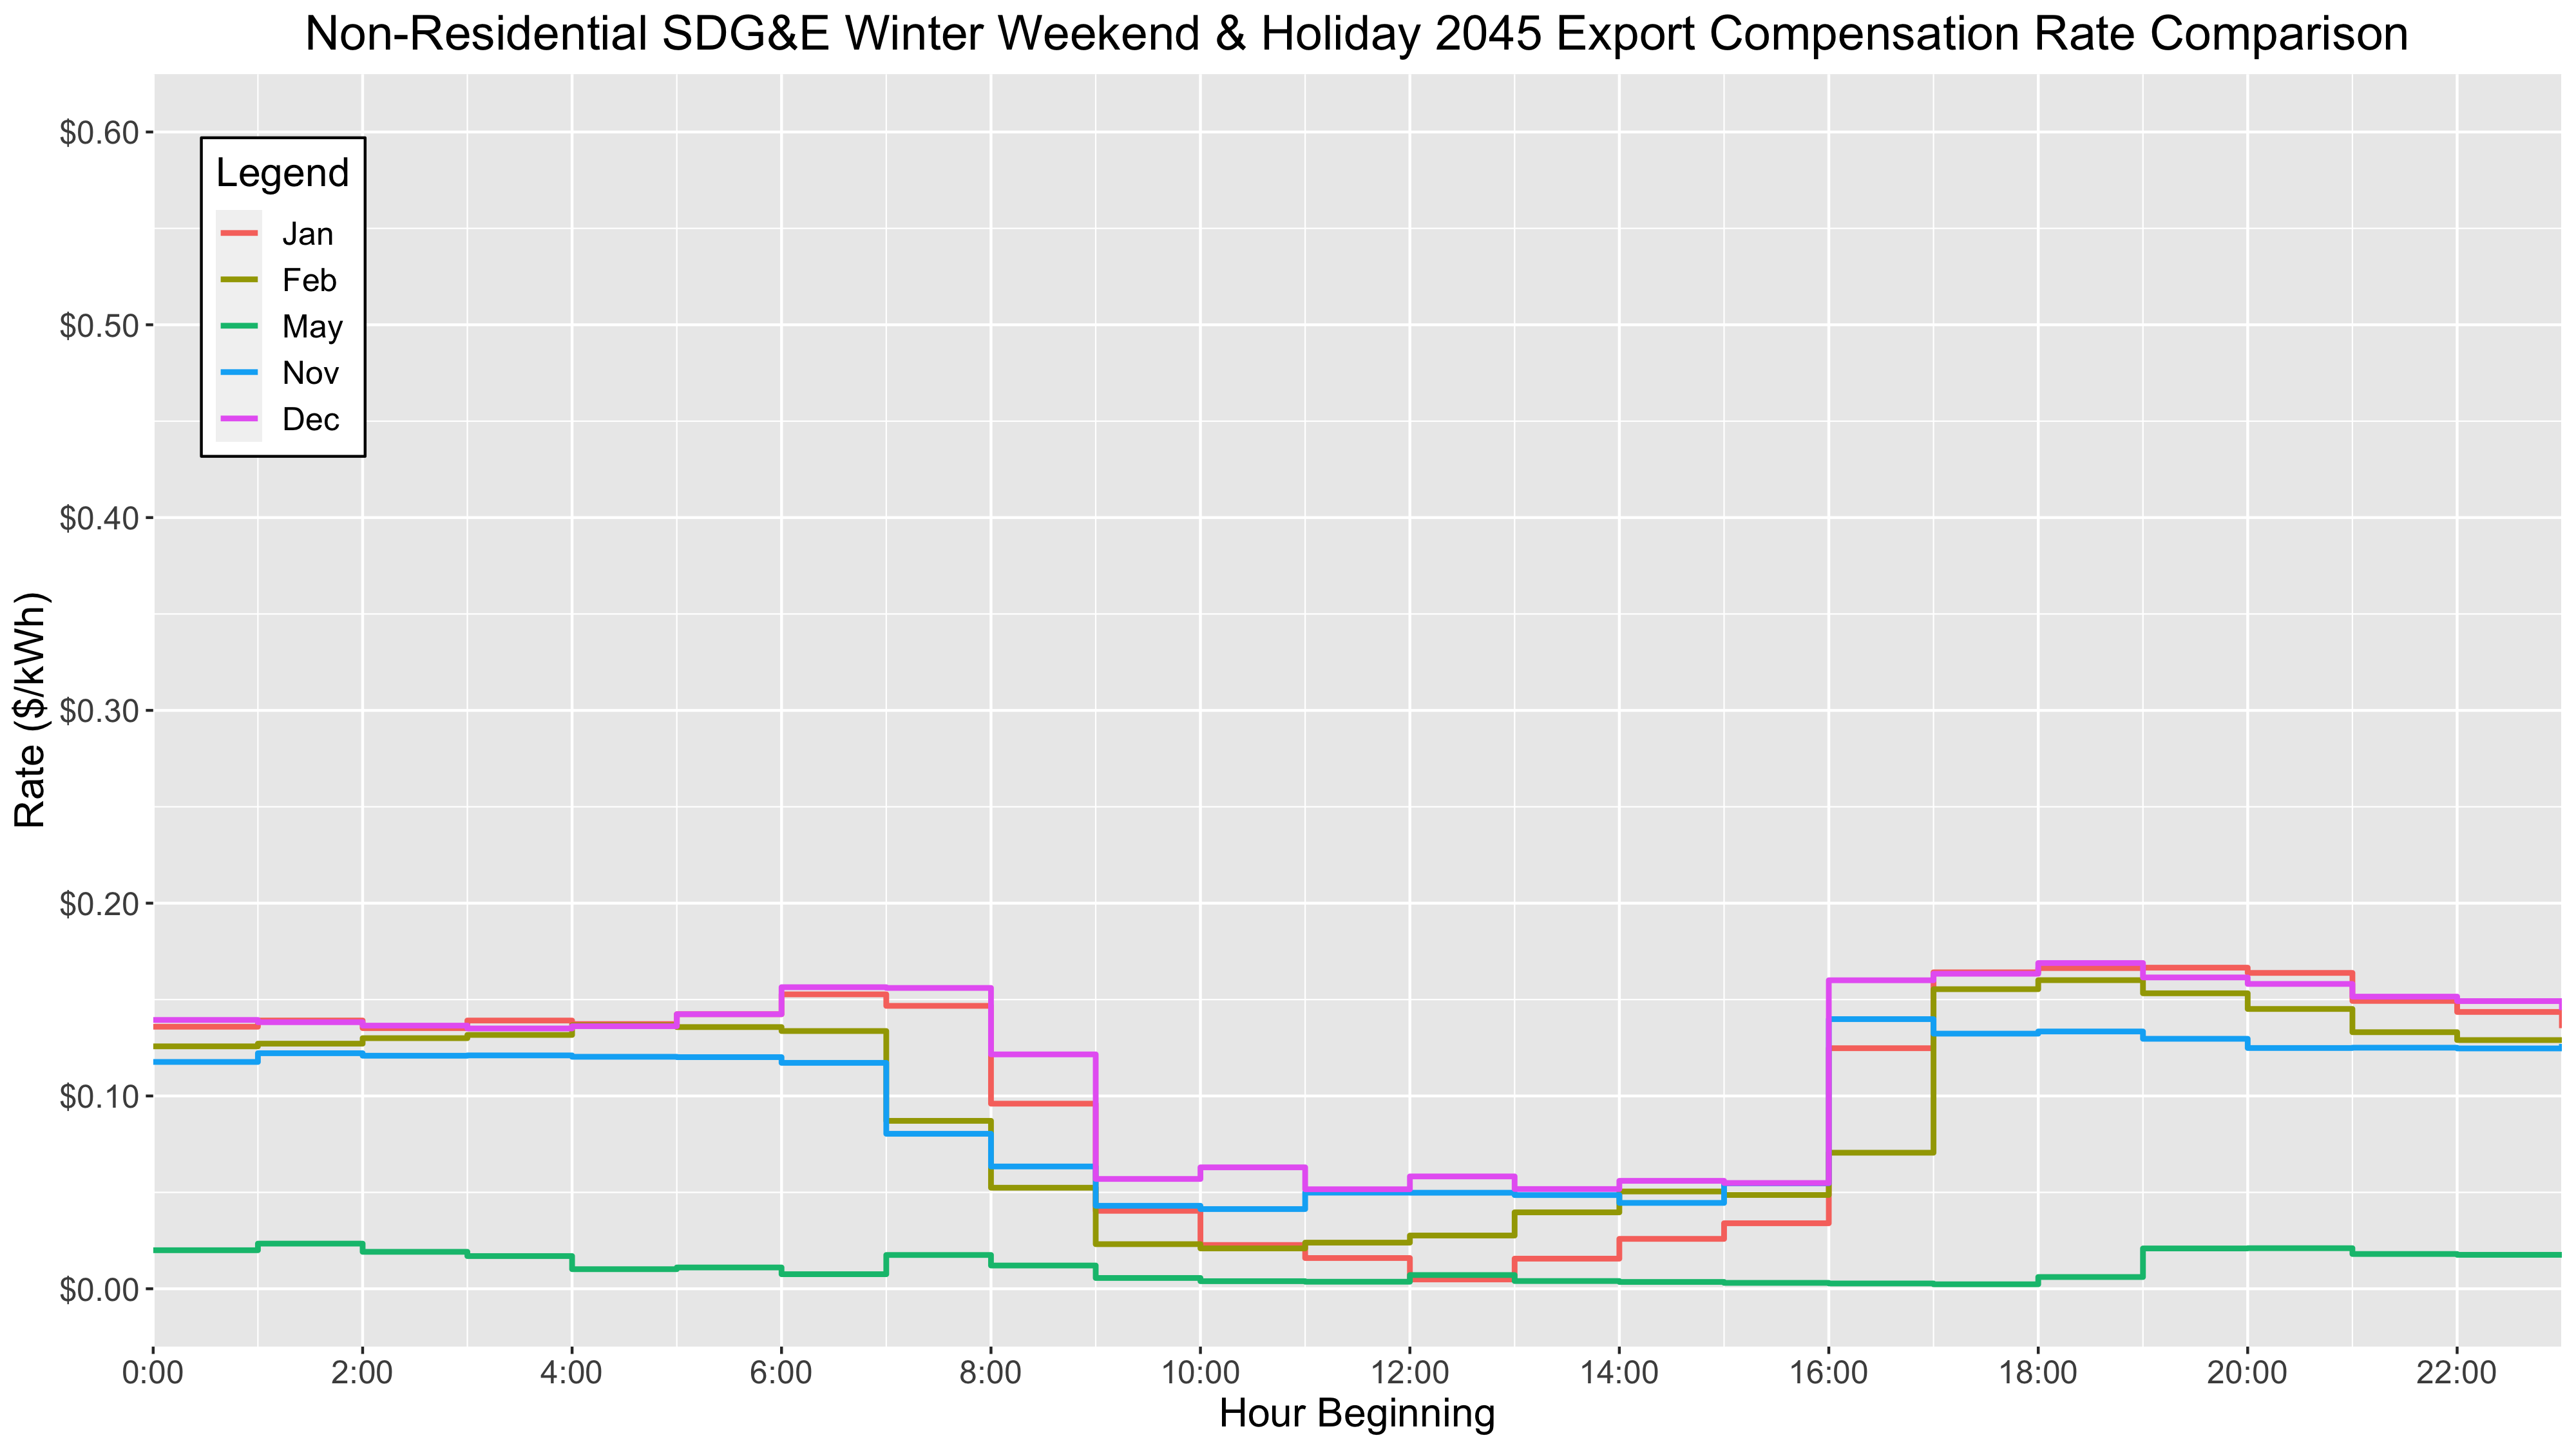 Non-Residential SDG&E Winter Weekend & Holiday 2045 Export Compensation Rate Comparison
Rate ($/kWh)
$0.60
$0.50
$0.40
$0.30
$0.20
$0.10
$0.00
Legend
Jan
Feb
May
Nov
Dec
0:00 2:00 4:00 6:00 8:00 10:00 12:00 14:00 16:00 18:00 20:00 22:00
Hour Beginning